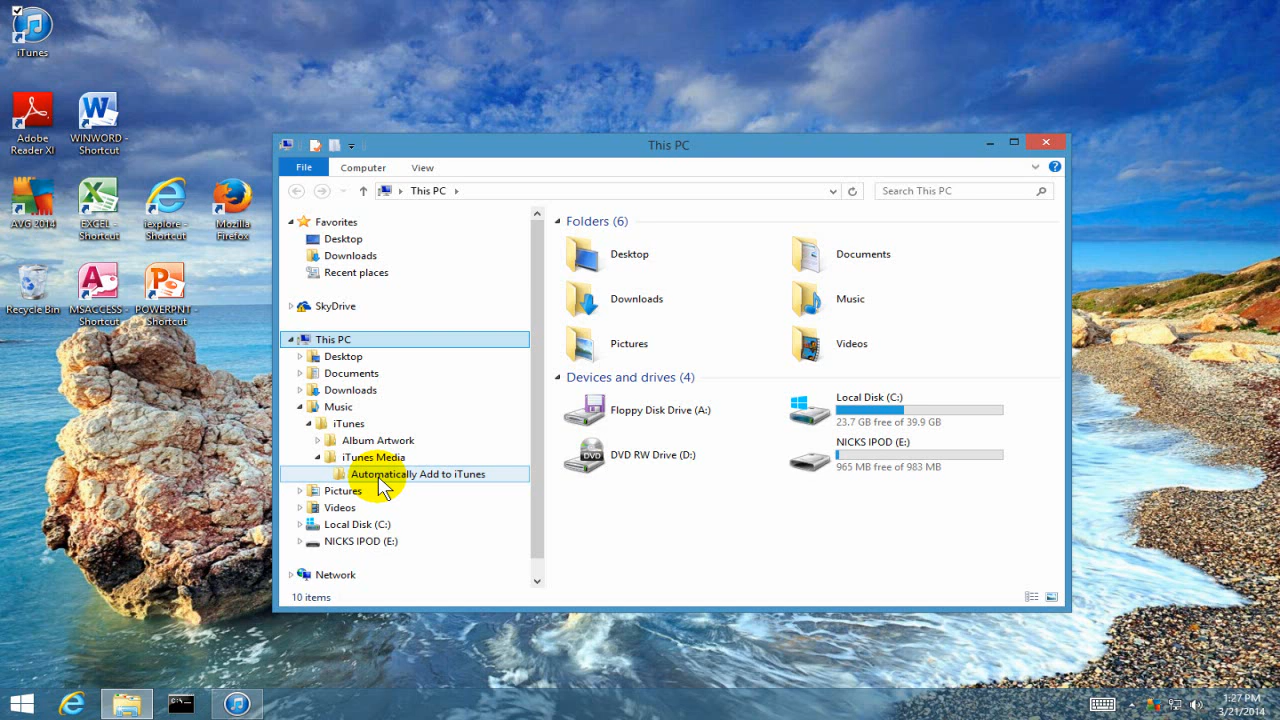 iTunes
Adobe
Reader XI
WINWORD -
Shortcut
AVG 2014
EXCEL -
Shortcut
iexplore -
Shortcut
Mozilla
Firefox
Recycle Bin
MSACCESS -
Shortcut
POWERPNT -
Shortcut
This PC
File
Computer
View
This PC
Search This PC
Favorites
Desktop
Downloads
Recent places
SkyDrive
This PC
Desktop
Documents
Downloads
Music
iTunes
Album Artwork
iTunes Media
Automatically Add to iTunes
Pictures
Videos
Local Disk (C:)
NICKS IPOD (E:)
Network
10 items
Folders (6)
Desktop
Documents
Downloads
Music
Pictures
Videos
Devices and drives (4)
Floppy Disk Drive (A:)
Local Disk (C:)
23.7 GB free of 39.9 GB
DVD
DVD RW Drive (D:)
NICKS IPOD (E:)
965 MB free of 983 MB
1:27 PM
3/21/2014